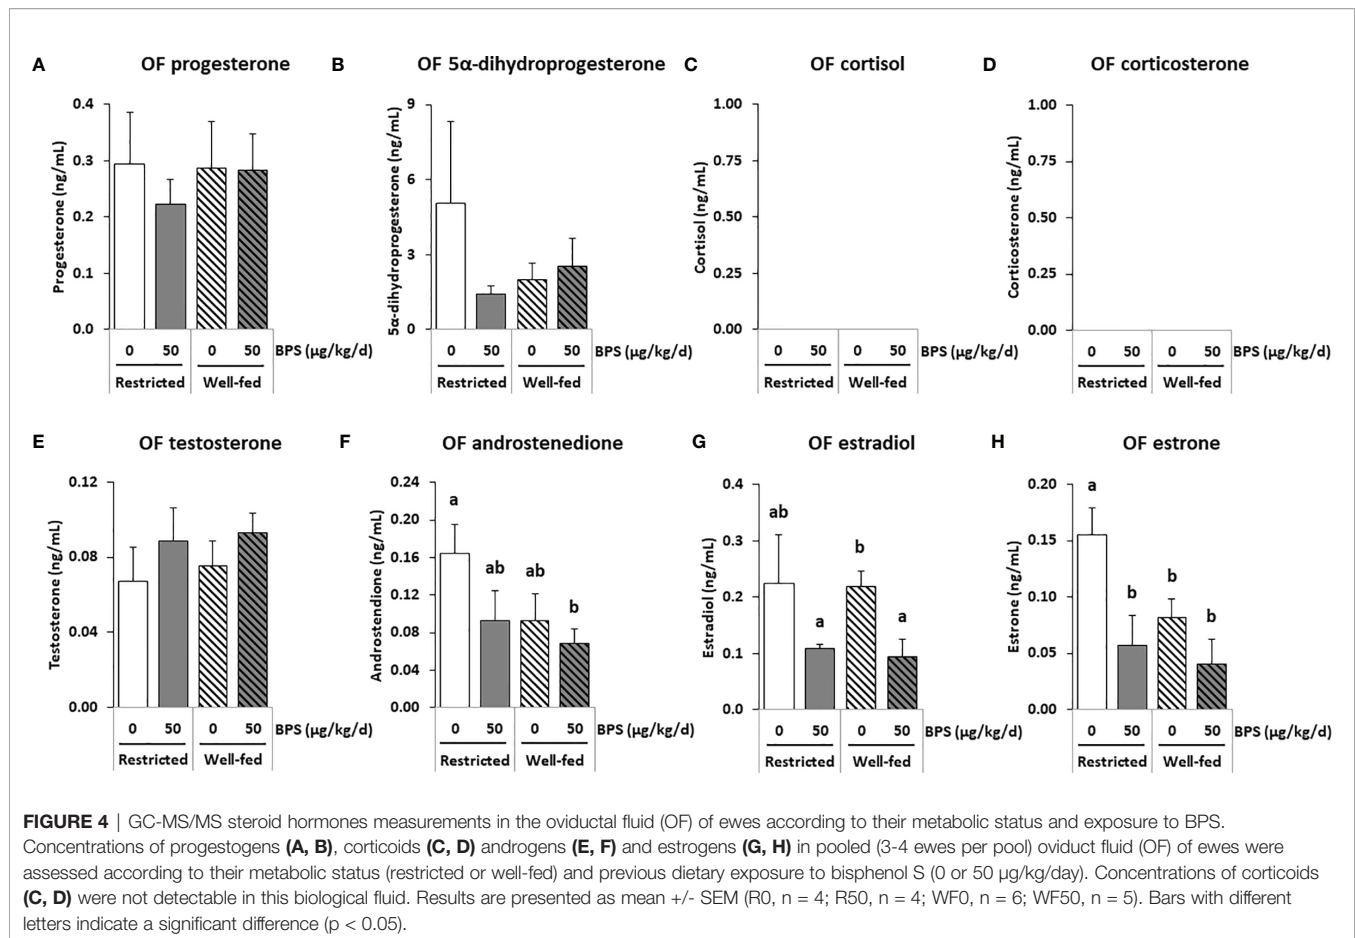 A OF progesterone
Progesterone (ng/mL)
0.4
0.3
0.2
0.1
0.0
0 50 0 50 BPS (µg/kg/d)
Restricted Well-fed
B OF 5α-dihydroprogesterone
5α-dihydroprogesterone (ng/mL)
9
6
3
0
0 50 0 50 BPS (µg/kg/d)
Restricted Well-fed
C OF cortisol
Cortisol (ng/mL)
1.00
0.75
0.50
0.25
0.00
0 50 0 50 BPS (µg/kg/d)
Restricted Well-fed
D OF corticosterone
Corticosterone (ng/mL)
1.00
0.75
0.50
0.25
0.00
0 50 0 50 BPS (µg/kg/d)
Restricted Well-fed
E OF testosterone
Testosterone (ng/mL)
0.12
0.08
0.04
0.00
0 50 0 50 BPS (µg/kg/d)
Restricted Well-fed
F OF androstenedione
Androstendione (ng/mL)
0.24
0.20
0.16
0.12
0.08
0.04
0.00
a ab ab b
0 50 0 50 BPS (µg/kg/d)
Restricted Well-fed
G OF estradiol
Estradiol (ng/mL)
0.4
0.3
0.2
0.1
0.0
ab a b a
0 50 0 50 BPS (µg/kg/d)
Restricted Well-fed
H OF estrone
Estrone (ng/mL)
0.20
0.15
0.10
0.05
0.00
a b b b
0 50 0 50 BPS (µg/kg/d)
Restricted Well-fed
FIGURE 4 | GC-MS/MS steroid hormones measurements in the oviductal fluid (OF) of ewes according to their metabolic status and exposure to BPS.
Concentrations of progestogens (A, B), corticoids (C, D) androgens (E, F) and estrogens (G, H) in pooled (3-4 ewes per pool) oviduct fluid (OF) of ewes were
assessed according to their metabolic status (restricted or well-fed) and previous dietary exposure to bisphenol S (0 or 50 µg/kg/day). Concentrations of corticoids
(C, D) were not detectable in this biological fluid. Results are presented as mean +/- SEM (R0, n = 4; R50, n = 4; WF0, n = 6; WF50, n = 5). Bars with different
letters indicate a significant difference (p < 0.05).